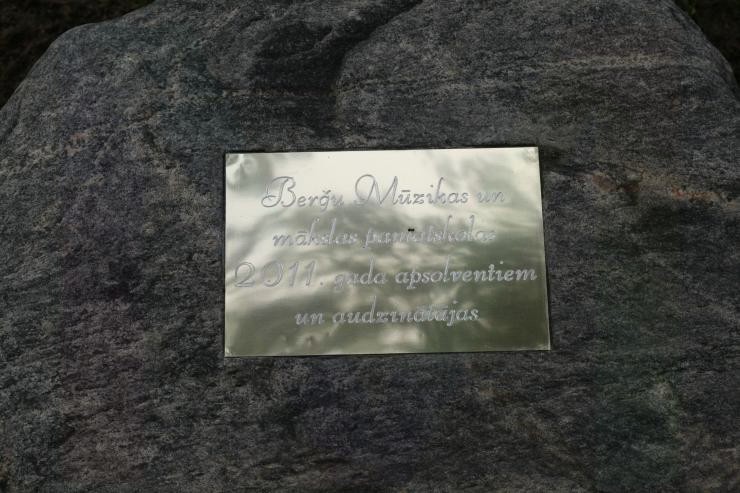 Berģu Mūzikas un
mākslas pamatskolas
2011. gada apsolventiem
un audzinātājas